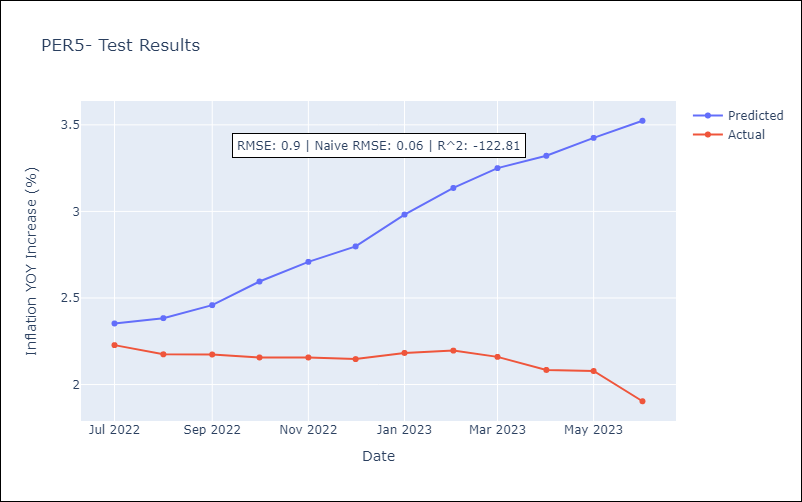 PER5- Test Results
Predicted
Actual
RMSE: 0.9 | Naive RMSE: 0.06 | R^2: -122.81
Inflation YOY Increase (%)
3.5
3
2.5
2
Jul 2022
Sep 2022
Nov 2022
Jan 2023
Mar 2023
May 2023
Date